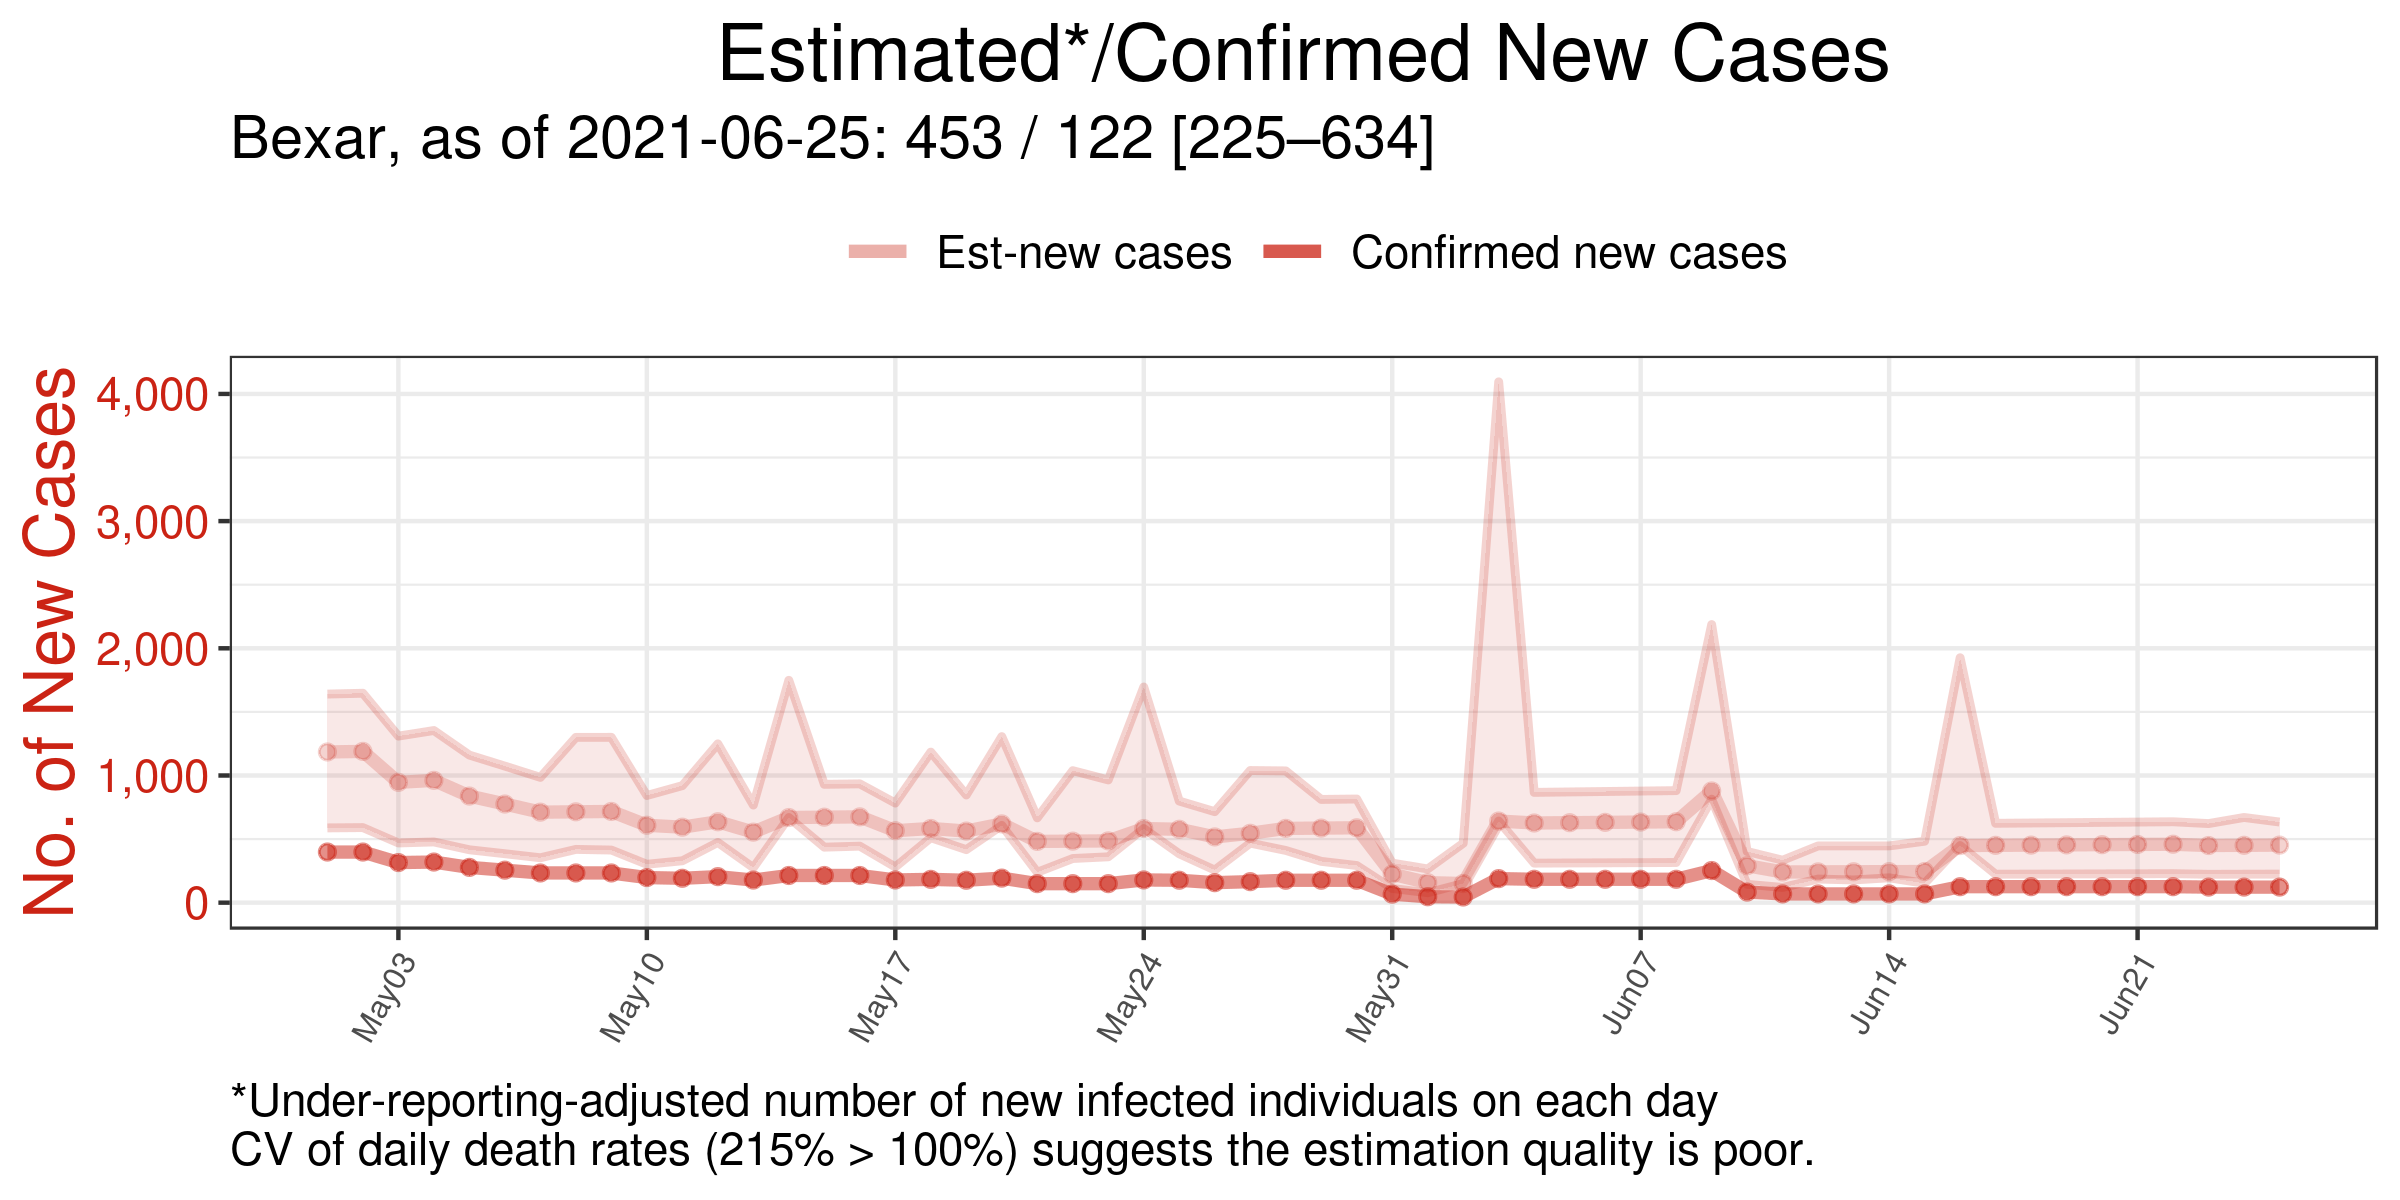 Estimated*/Confirmed New Cases
Bexar, as of 2021-06-25: 453 / 122 [225–634]
Est-new cases
Confirmed new cases
No. of New Cases
4,000
3,000
2,000
1,000
0
May03
May10
May17
May24
May31
Jun07
Jun14
Jun21
*Under-reporting-adjusted number of new infected individuals on each day
CV of daily death rates (215% > 100%) suggests the estimation quality is poor.